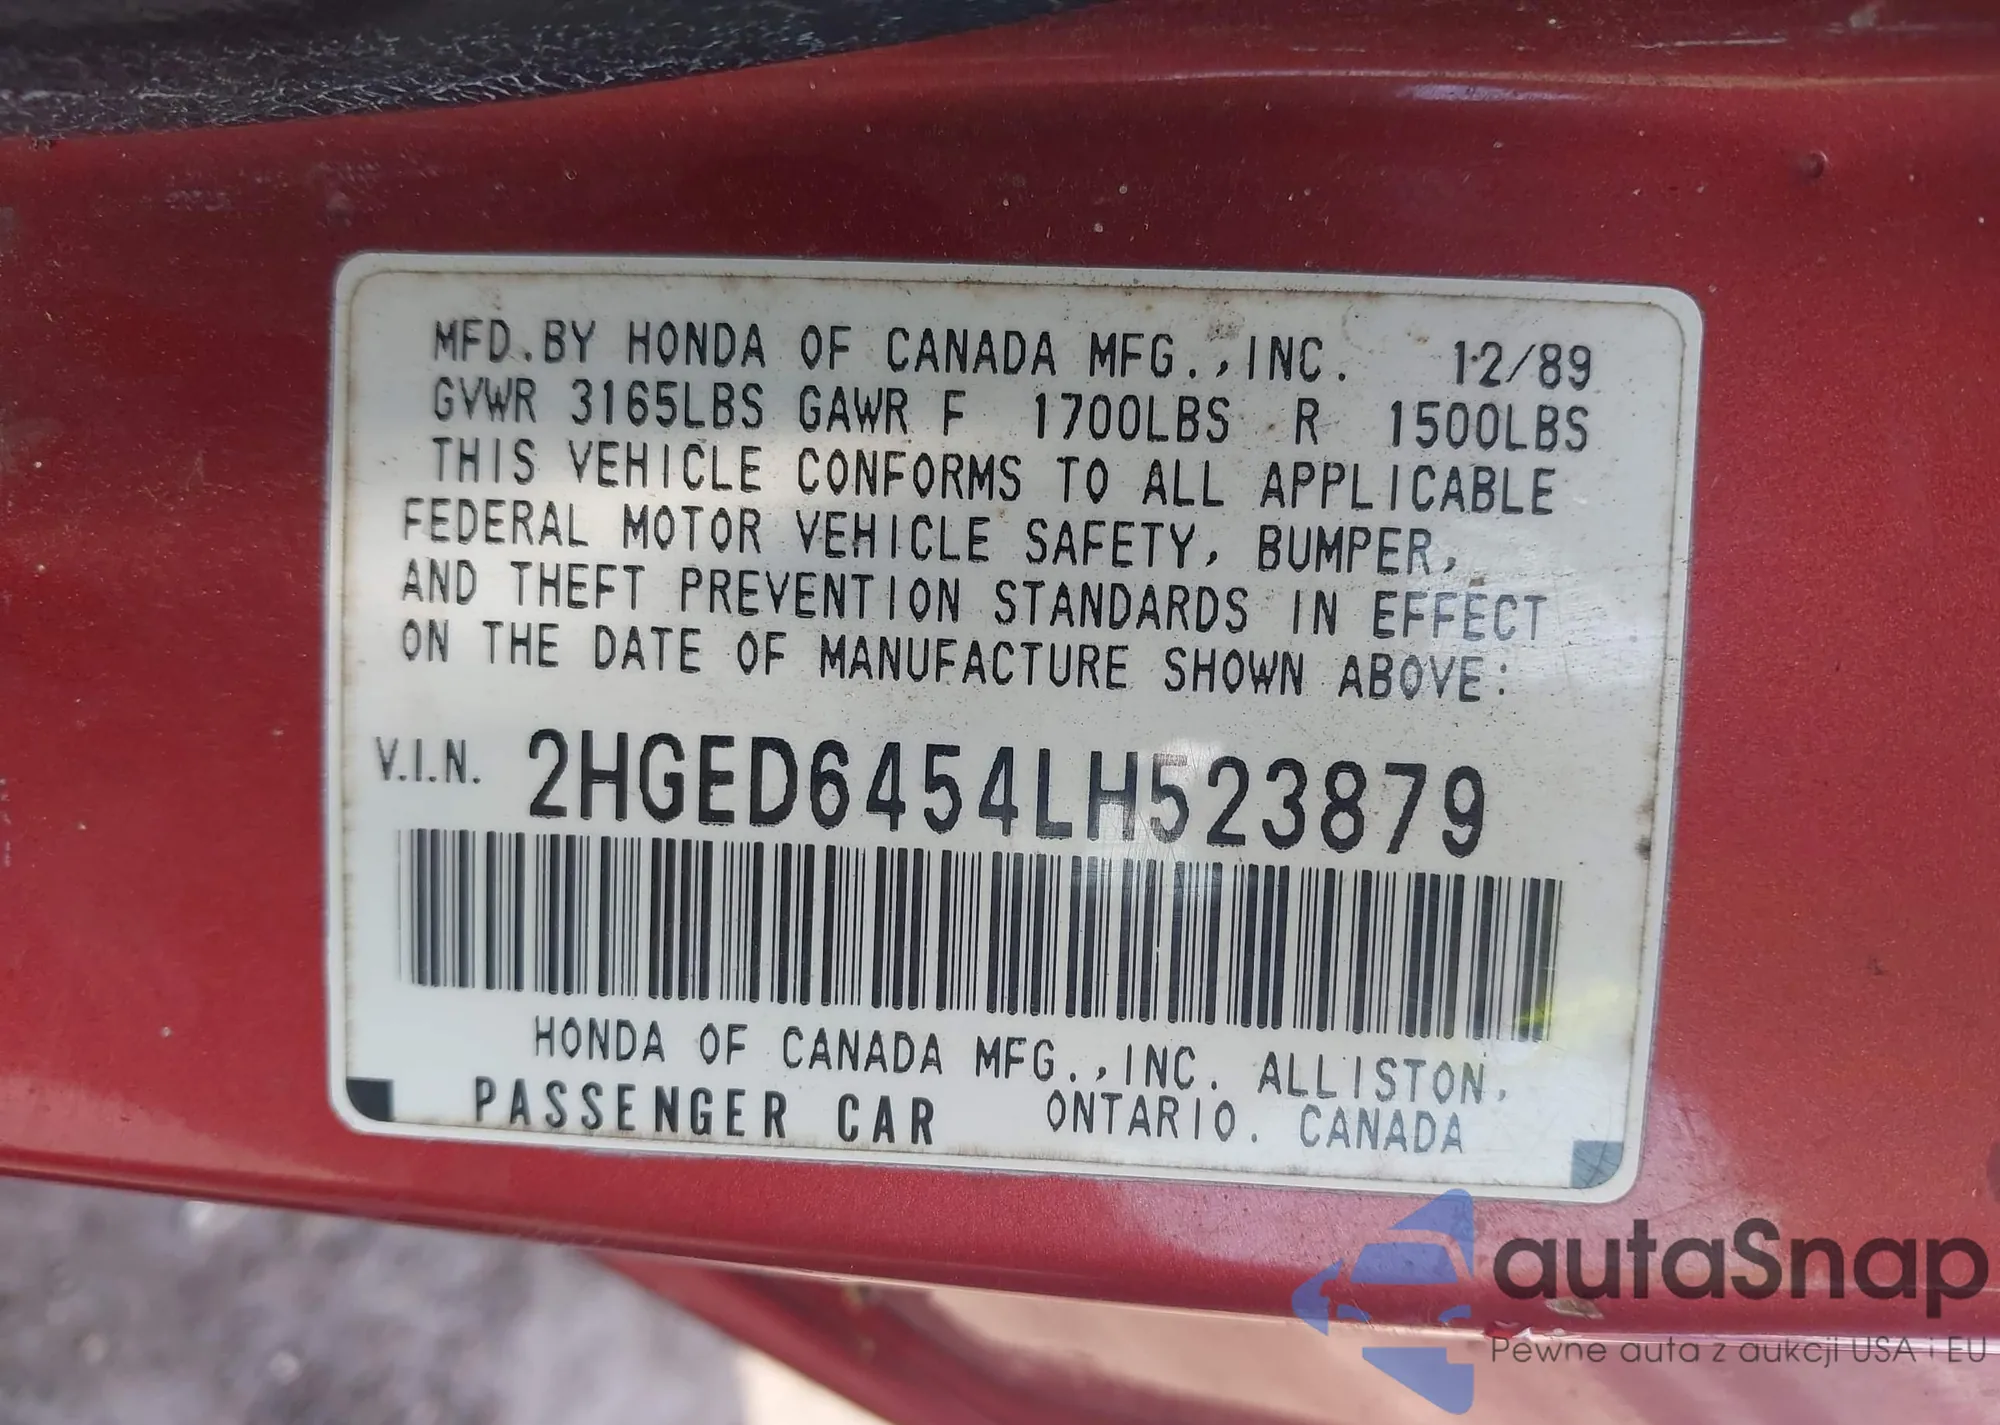 MFD.BY HONDA OF CANADA MFG.,INC. 12/89
GVWR 3165LBS GAWR F 1700LBS R 1500LBS
THIS VEHICLE CONFORMS TO ALL APPLICABLE
FEDERAL MOTOR VEHICLE SAFETY, BUMPER,
AND THEFT PREVENTION STANDARDS IN EFFECT
ON THE DATE OF MANUFACTURE SHOWN ABOVE:
V.I.N. 2HGED6454LH523879
HONDA OF CANADA MFG.,INC. ALLISTON,
PASSENGER CAR ONTARIO. CANADA
autaSnap
Pewne auta z aukcji USA i EU